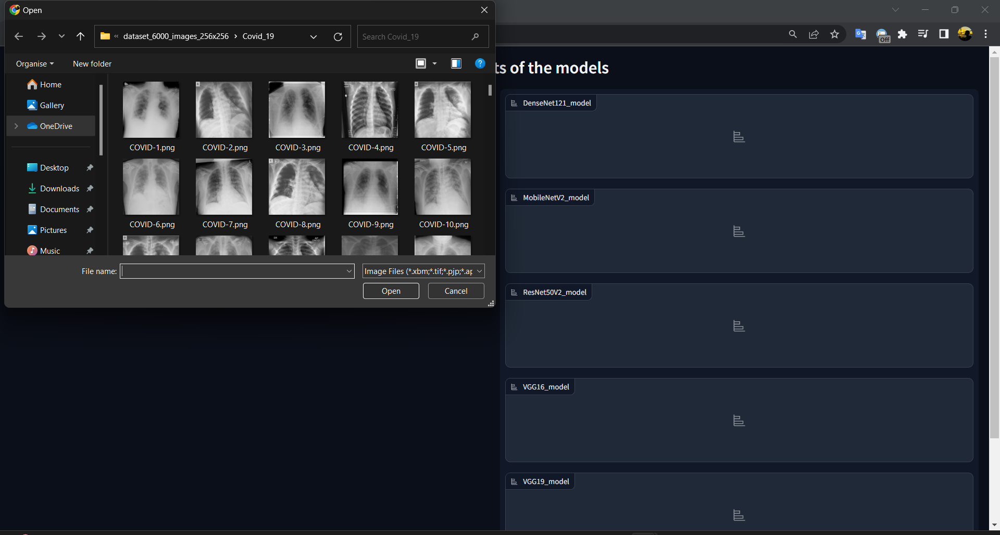 Open
dataset_6000_images_256x256 Covid_19
Search Covid_19
Off
Organise
New folder
ts of the models
Home
Gallery
OneDrive
Desktop
Downloads
Documents
Pictures
Music
COVID-1.png
COVID-2.png
COVID-3.png
COVID-4.png
COVID-5.png
COVID-6.png
COVID-7.png
COVID-8.png
COVID-9.png
COVID-10.png
File name:
Image Files (*.xbm;*.tif;*.pjp;*.ap
Open
Cancel
DenseNet121_model
MobileNetV2_model
ResNet50V2_model
VGG16_model
VGG19_model